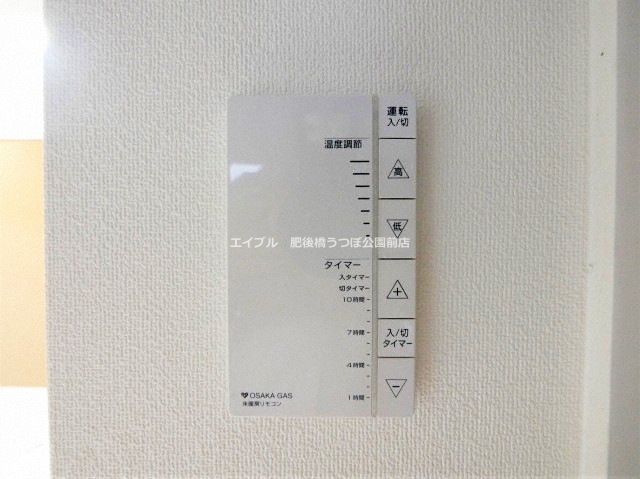 運転
入/切
温度調節
高
低
エイブル 肥後橋うつぼ公園前店
タイマー
入タイマー
切タイマー
10時間
+
7時間
入/切
タイマー
4時間
−
1時間
OSAKA GAS
床暖房リモコン